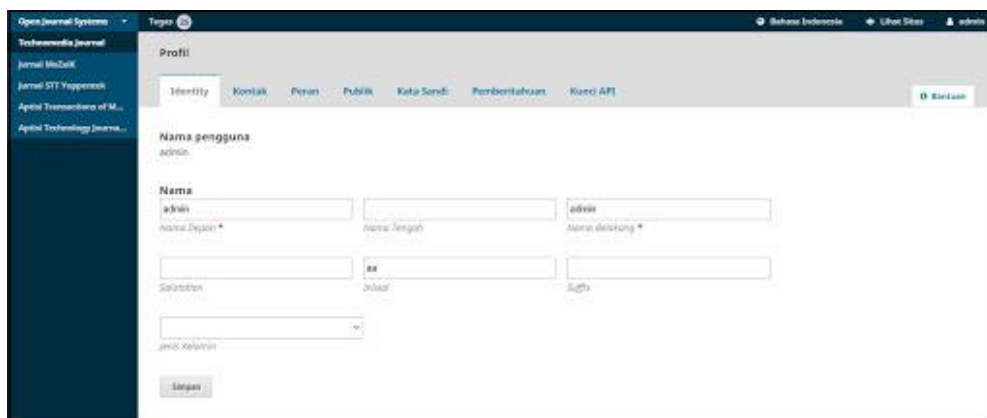 Open Journal Systems
Tugas 25
Bahasa Indonesia
Lihat Situs
admin
Technomedia Journal
Jurnal MoZaiK
Jurnal STT Yuppentek
Aptisi Transactions of M...
Aptisi Technology Journa...
Profil
Identity
Kontak
Peran
Publik
Kata Sandi
Pemberitahuan
Kunci API
Bantuan
Nama pengguna
admin
Nama
admin
admin
Nama Depan *
Nama Tengah
Nama Belakang *
aa
Salutation
Inisial
Suffix
Jenis Kelamin
Simpan